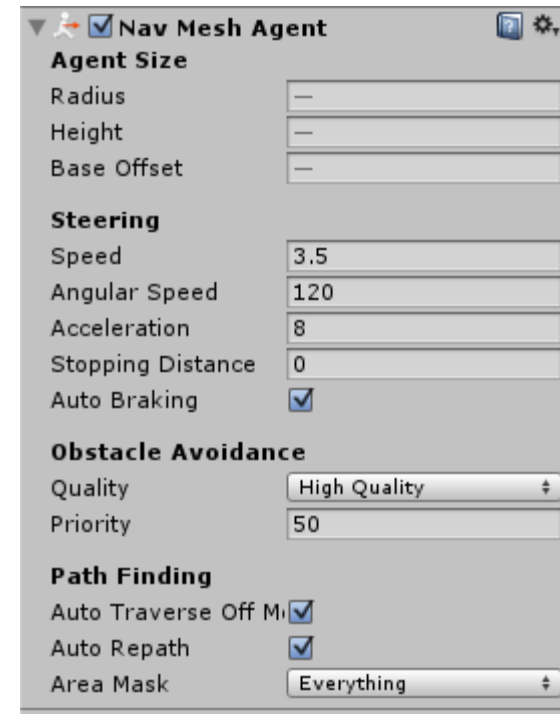 Nav Mesh Agent
Agent Size
Radius —
Height —
Base Offset —
Steering
Speed 3.5
Angular Speed 120
Acceleration 8
Stopping Distance 0
Auto Braking
Obstacle Avoidance
Quality High Quality
Priority 50
Path Finding
Auto Traverse Off M
Auto Repath
Area Mask Everything